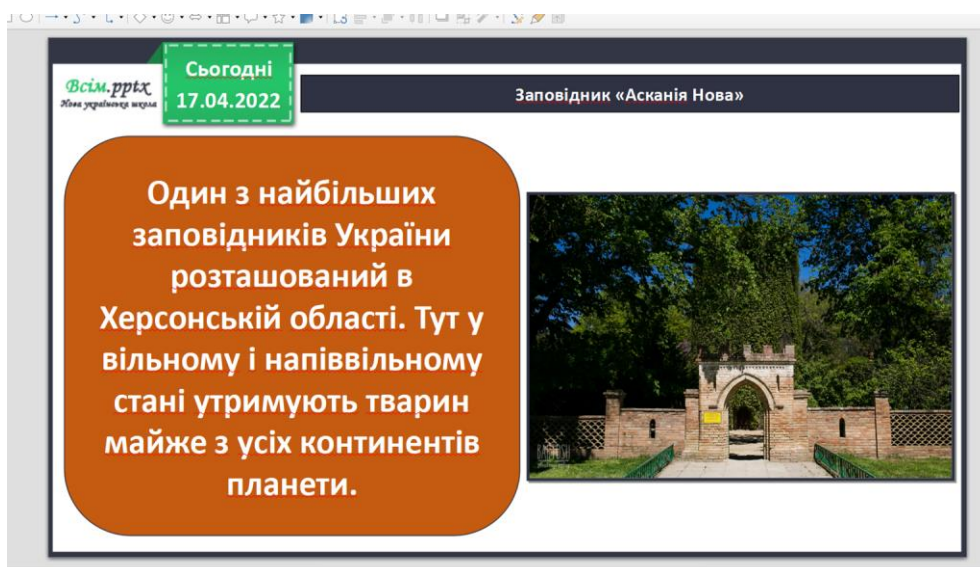 Всім.pptx
Нова українська школа
Сьогодні
17.04.2022
Заповідник «Асканія Нова»
Один з найбільших
заповідників України
розташований в
Херсонській області. Тут у
вільному і напіввільному
стані утримують тварин
майже з усіх континентів
планети.